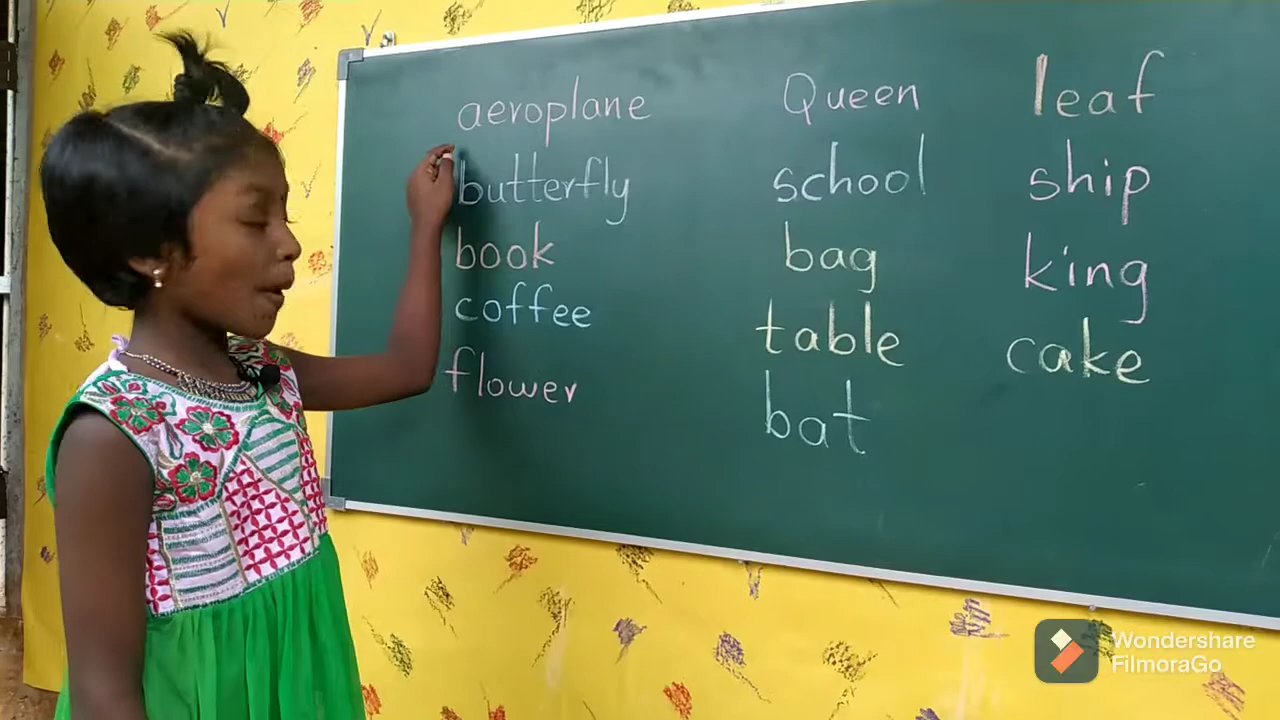 aeroplane
butterfly
book
coffee
flower
Queen
school
bag
table
bat
leaf
ship
king
cake
Wondershare
FilmoraGo